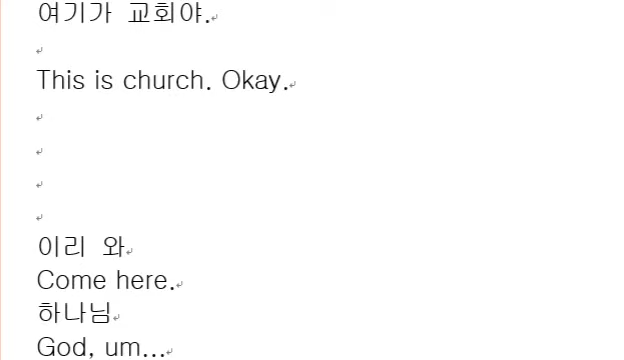 여기가 교회야.
This is church. Okay.
이리 와
Come here.
하나님
God, um...